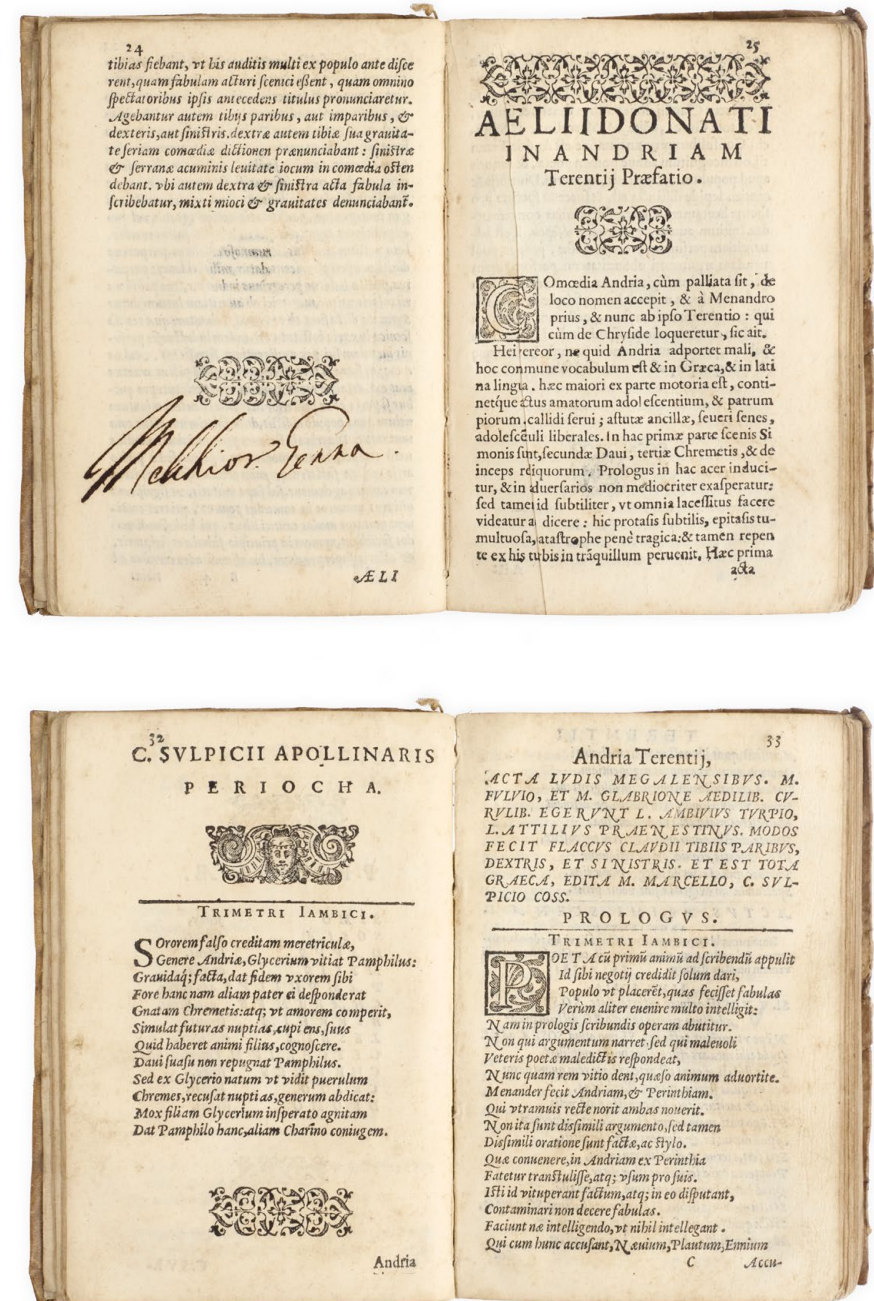 24
tibias fiebant, vt his auditis multi ex populo ante disce
rent, quam fabulam acturi scenici eßent, quam omnino
spectatoribus ipsis antecedens titulus pronunciaretur.
Agebantur autem tibijs paribus, aut imparibus, &
dexteris, aut sinistris. dextræ autem tibiæ sua grauita-
te seriam comœdiæ dictionen prænunciabant: sinistræ
& serranæ acuminis leuitate iocum in comœdia osten
debant. vbi autem dextra & sinistra acta fabula in-
scribebatur, mixti mioci & grauitates denunciabant̃.
Melchior
ÆLI
25
AELII DONATI
IN ANDRIAM
Terentij Præfatio.
COmœdia Andria, cùm palliata sit, de
loco nomen accepit, & à Menandro
prius, & nunc ab ipso Terentio: qui
cùm de Chryside loqueretur, sic ait.
Hei vereor, ne quid Andria adportet mali, &
hoc conmune vocabulum est & in Græca, & in lati
na lingua. hæc maiori ex parte motoria est, conti-
netque actus amatorum adolescentium, & patrum
piorum, callidi serui; astutæ ancillæ, seueri senes,
adolescẽuli liberales. In hac primæ parte scenis Si
monis sunt, secundæ Daui, tertiæ Chremetis, & de
inceps reliquorum. Prologus in hac acer induci-
tur, & in aduersarios non mediocriter exasperatur:
sed tamen id subtiliter, vt omnia lacessitus facere
videatur a dicere: hic protasis subtilis, epitasis tu-
multuosa, catastrophe penè tragica: & tamen repen
te ex his turbis in trãquillum peruenit. Hæc prima
acta
32
C. SVLPICII APOLLINARIS
PERIOCHA.
TRIMETRI IAMBICI.
SOrorem falso creditam meretriculæ,
Genere Andriæ, Glycerium vitiat Pamphilus:
Grauidaq; facta, dat fidem vxorem sibi
Fore hanc nam aliam pater ei desponderat
Gnatam Chremetis: atq; vt amorem comperit,
Simulat futuras nuptias, cupiens, suus
Quid haberet animi filius, cognoscere.
Daui suasu non repugnat Pamphilus.
Sed ex Glycerio natum vt vidit puerulum
Chremes, recusat nuptias, generum abdicat:
Mox filiam Glycerium insperato agnitam
Dat Pamphilo hanc, aliam Charino coniugem.
Andria
33
Andria Terentij,
ACTA LVDIS MEGALENSIBVS. M.
FVLVIO, ET M. GLABRIONE AEDILIB. CV-
RVLIB. EGERVNT L. AMBIVIVS TVRPIO,
L. ATTILIVS PRAENESTINVS. MODOS
FECIT FLACCVS CLAVDII TIBIIS PARIBVS,
DEXTRIS, ET SINISTRIS. ET EST TOTA
GRAECA, EDITA M. MARCELLO, C. SVL-
PICIO COSS.
PROLOGVS.
TRIMETRI IAMBICI.
POETA cũ primũ animũ ad scribendũ appulit
Id sibi negotij credidit solum dari,
Populo vt placerẽt, quas fecißet fabulas
Verùm aliter euenire multo intelligit:
Nam in prologis scribundis operam abutitur.
Non qui argumentum narret sed qui maleuoli
Veteris poetæ maledictis respondeat,
Nunc quam rem vitio dent, quæso animum aduortite.
Menander fecit Andriam, & Perinthiam.
Qui vtramuis recte norit ambas nouerit.
Non ita sunt dissimili argumento, sed tamen
Dissimili oratione sunt factæ, ac stylo.
Quæ conuenere, in Andriam ex Perinthia
Fatetur transtulisse, atq; vsum pro suis.
Isti id vituperant factum, atq; in eo disputant,
Contaminari non decere fabulas.
Faciunt næ intelligendo, vt nihil intellegant.
Qui cum hunc accusant, Næuium, Plautum, Ennium
C
Accu-